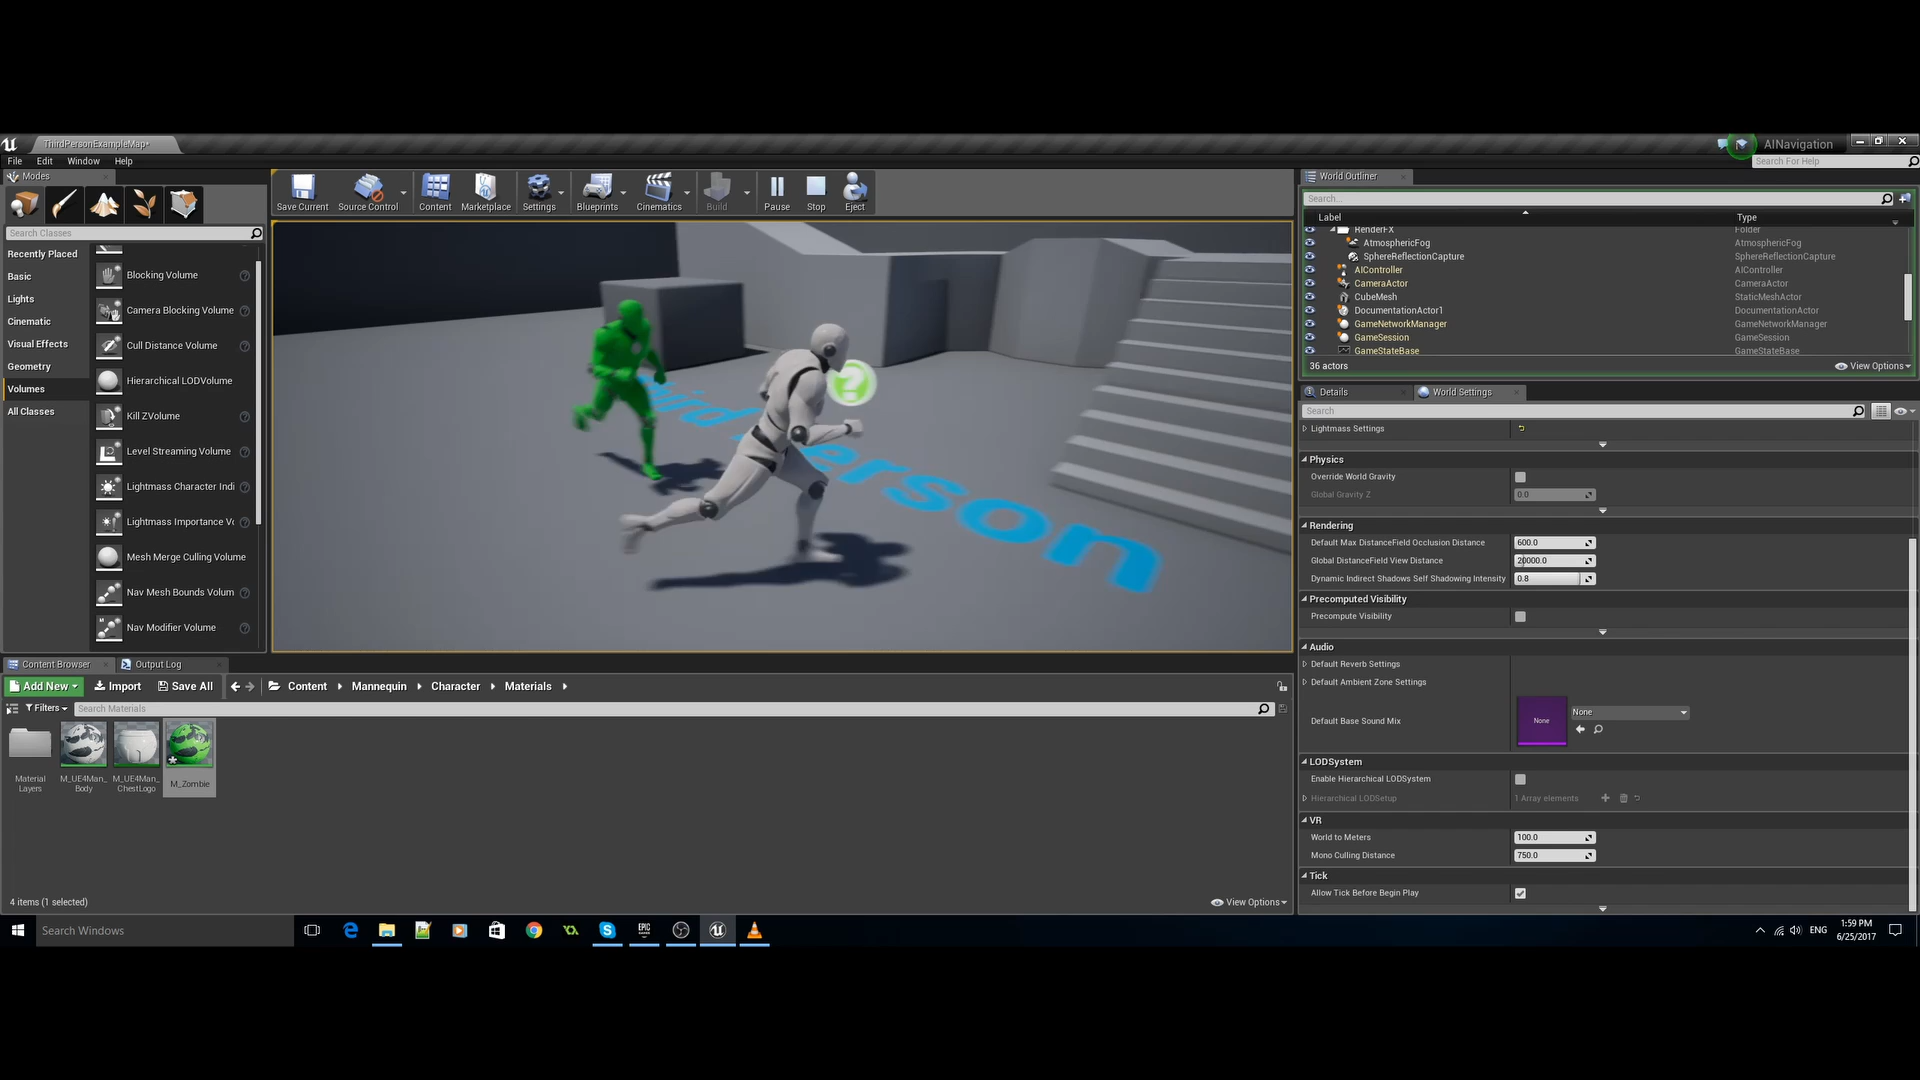 ThirdPersonExampleMap*
AINavigation
File Edit Window Help
Search For Help
Modes
Search Classes
Recently Placed
Basic
Lights
Cinematic
Visual Effects
Geometry
Volumes
All Classes
Blocking Volume
Camera Blocking Volume
Cull Distance Volume
Hierarchical LODVolume
Kill ZVolume
Level Streaming Volume
Lightmass Character Indi
Lightmass Importance Vo
Mesh Merge Culling Volume
Nav Mesh Bounds Volum
Nav Modifier Volume
Save Current Source Control Content Marketplace Settings Blueprints Cinematics Build Pause Stop Eject
Person
World Outliner
Search...
Label Type
RenderFX Folder
AtmosphericFog AtmosphericFog
SphereReflectionCapture SphereReflectionCapture
AIController AIController
CameraActor CameraActor
CubeMesh StaticMeshActor
DocumentationActor1 DocumentationActor
GameNetworkManager GameNetworkManager
GameSession GameSession
GameStateBase GameStateBase
36 actors View Options
Details World Settings
Search
Lightmass Settings
Physics
Override World Gravity
Global Gravity Z 0.0
Rendering
Default Max DistanceField Occlusion Distance 600.0
Global DistanceField View Distance 20000.0
Dynamic Indirect Shadows Self Shadowing Intensity 0.8
Precomputed Visibility
Precompute Visibility
Audio
Default Reverb Settings
Default Ambient Zone Settings
Default Base Sound Mix None None
LODSystem
Enable Hierarchical LODSystem
Hierarchical LODSetup 1 Array elements
VR
World to Meters 100.0
Mono Culling Distance 750.0
Tick
Allow Tick Before Begin Play
Content Browser Output Log
Add New Import Save All Content Mannequin Character Materials
Filters Search Materials
Material Layers
M_UE4Man_Body
M_UE4Man_ChestLogo
M_Zombie
4 items (1 selected) View Options
Search Windows
EPIC
ENG
1:59 PM
6/25/2017